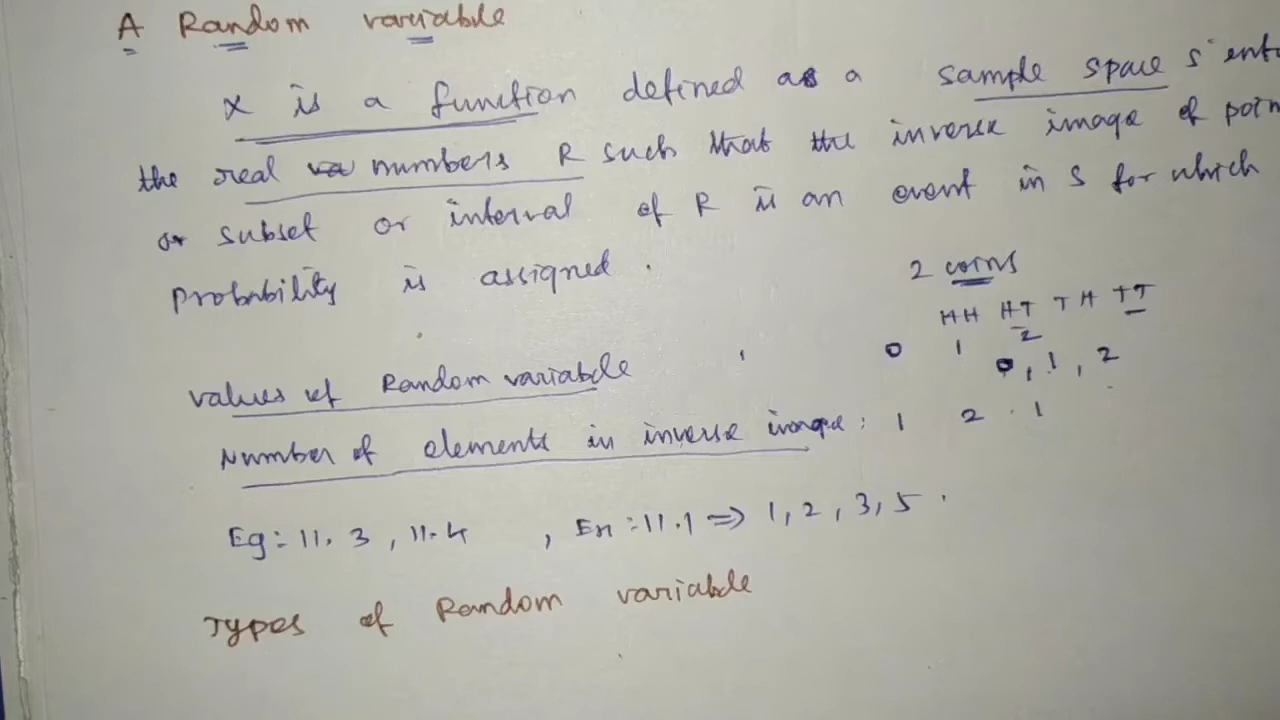 A Random variable
X is a function defined as a sample space S into
the real numbers R such that the inverse image of poin
or subset or interval of R is an event in S for which
Probability is assigned.
2 coins
HH HT TH TT
values of Random variable 0 1 2
0, 1, 2
Number of elements in inverse image: 1 2 1
Eg: 11.3, 11.4, Ex: 11.1 ⇒ 1, 2, 3, 5.
Types of Random variable